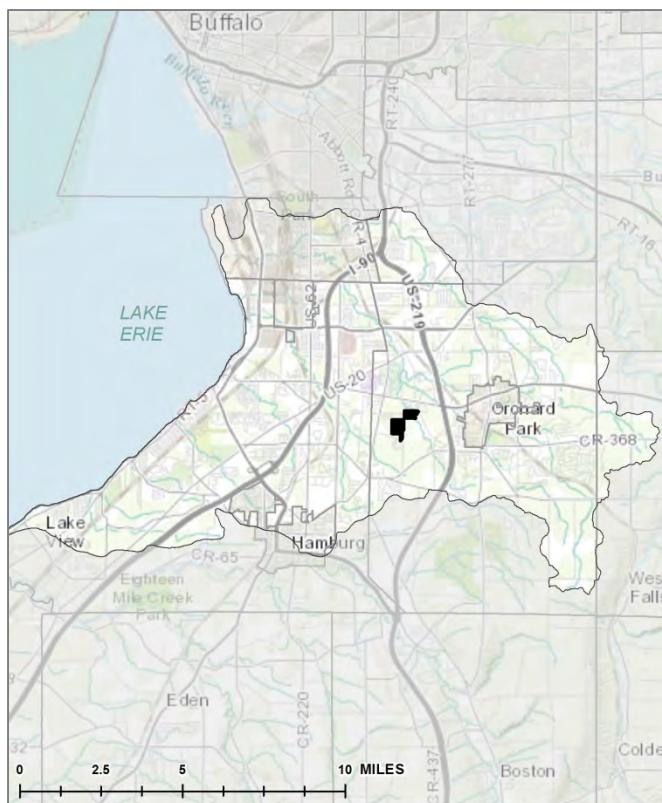 Buffalo
Buffalo River
RT-240
Abbott Rd
RT-277
South
RT-16
I-90
US-219
US-62
LAKE
ERIE
US-20
RT-5
Orchard
Park
CR-368
Lake
View
Hamburg
CR-65
Eighteen
Mile Creek
Park
West
Falls
Eden
CR-220
CR-437
Boston
Colde
32
0 2.5 5 10 MILES